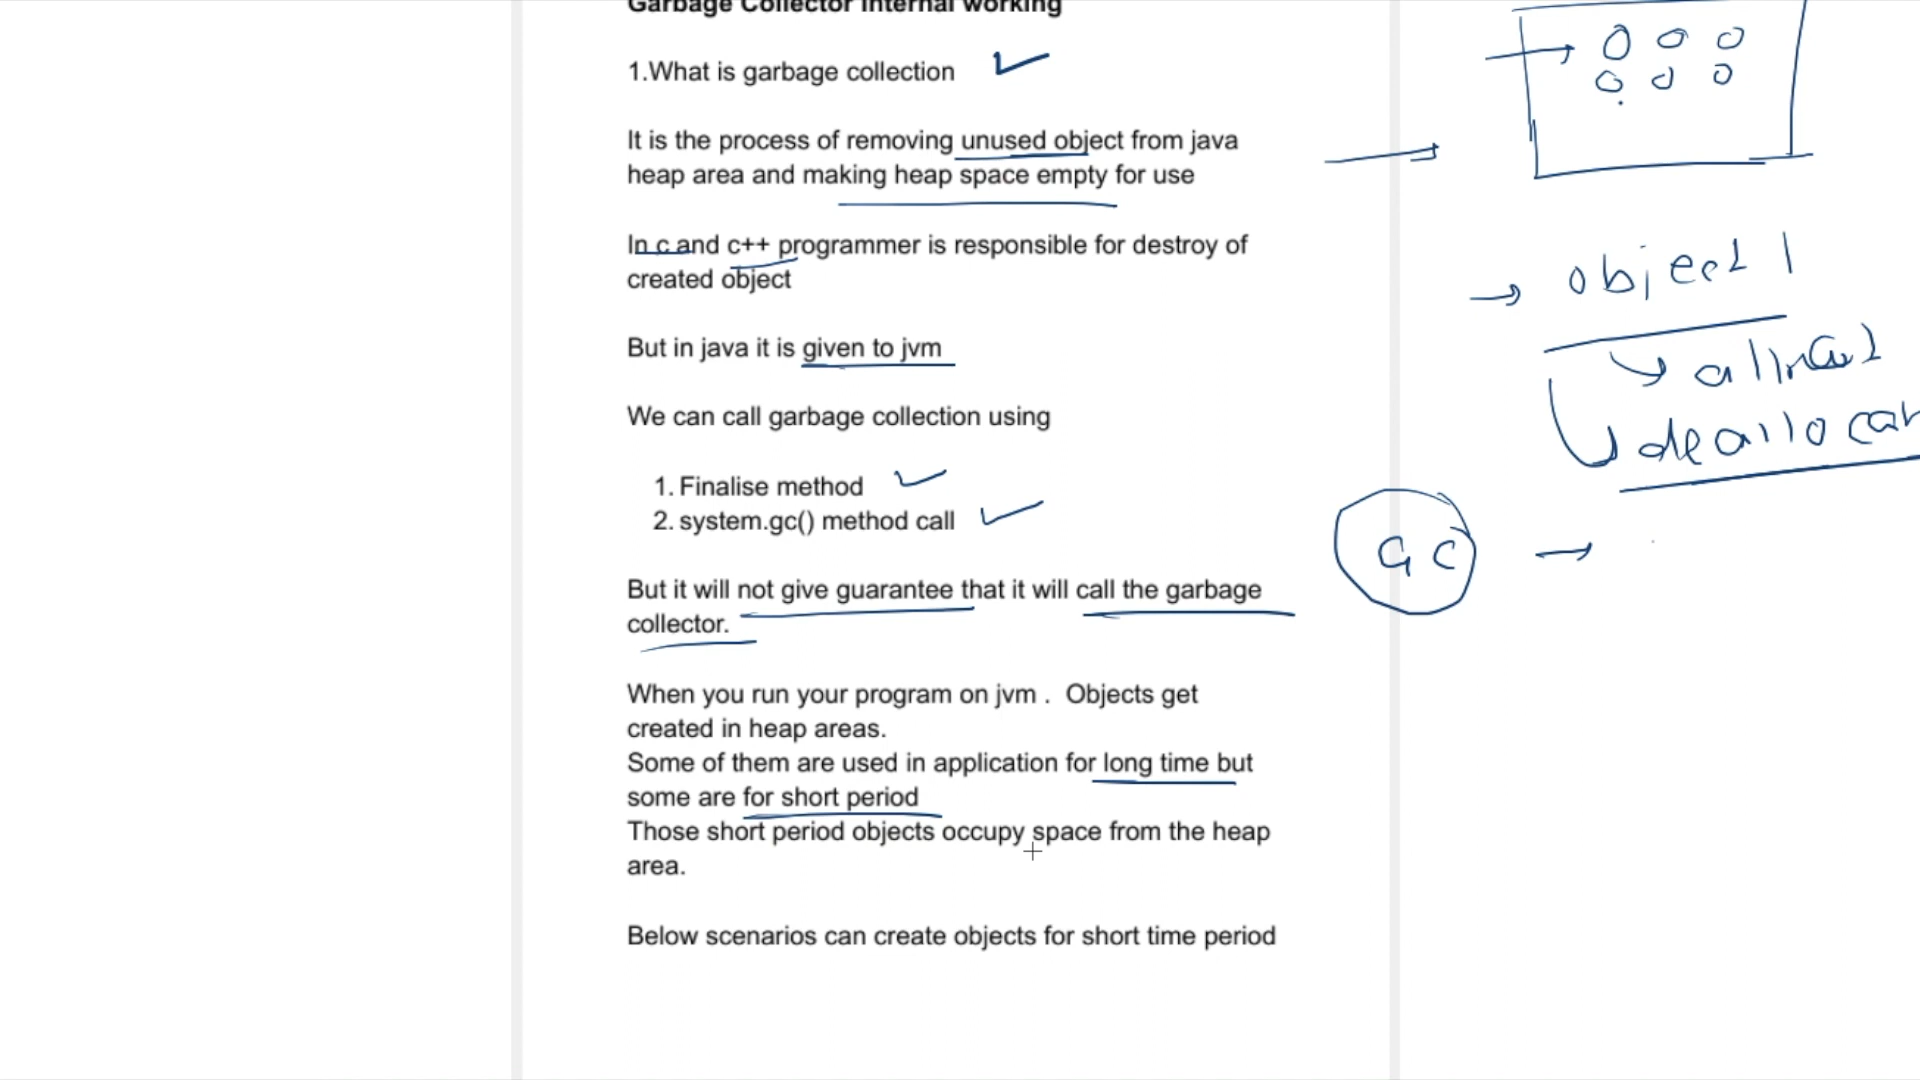 Garbage Collector Internal working
1.What is garbage collection
It is the process of removing unused object from java
heap area and making heap space empty for use
In c and c++ programmer is responsible for destroy of
created object
But in java it is given to jvm
We can call garbage collection using
1. Finalise method
2. system.gc() method call
But it will not give guarantee that it will call the garbage
collector.
When you run your program on jvm .  Objects get
created in heap areas.
Some of them are used in application for long time but
some are for short period
Those short period objects occupy space from the heap
area.
Below scenarios can create objects for short time period
object 1
GC